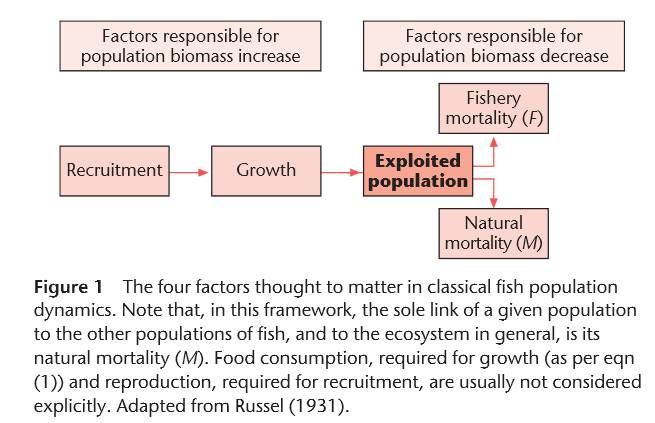 Factors responsible for
population biomass increase
Factors responsible for
population biomass decrease
Fishery
mortality (F)
Recruitment
Growth
Exploited
population
Natural
mortality (M)
Figure 1 The four factors thought to matter in classical fish population
dynamics. Note that, in this framework, the sole link of a given population
to the other populations of fish, and to the ecosystem in general, is its
natural mortality (M). Food consumption, required for growth (as per eqn
(1)) and reproduction, required for recruitment, are usually not considered
explicitly. Adapted from Russel (1931).